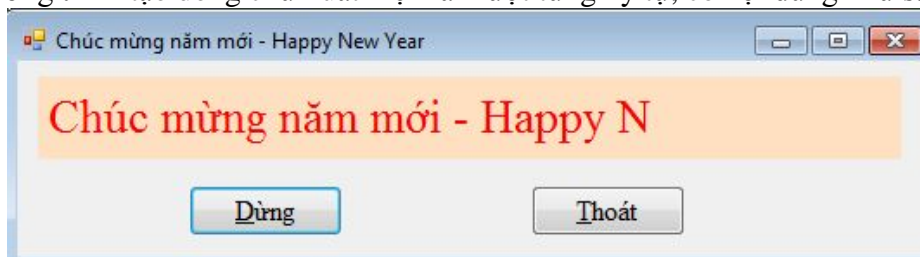 Chúc mừng năm mới - Happy New Year
Chúc mừng năm mới - Happy N
Dừng
Thoát